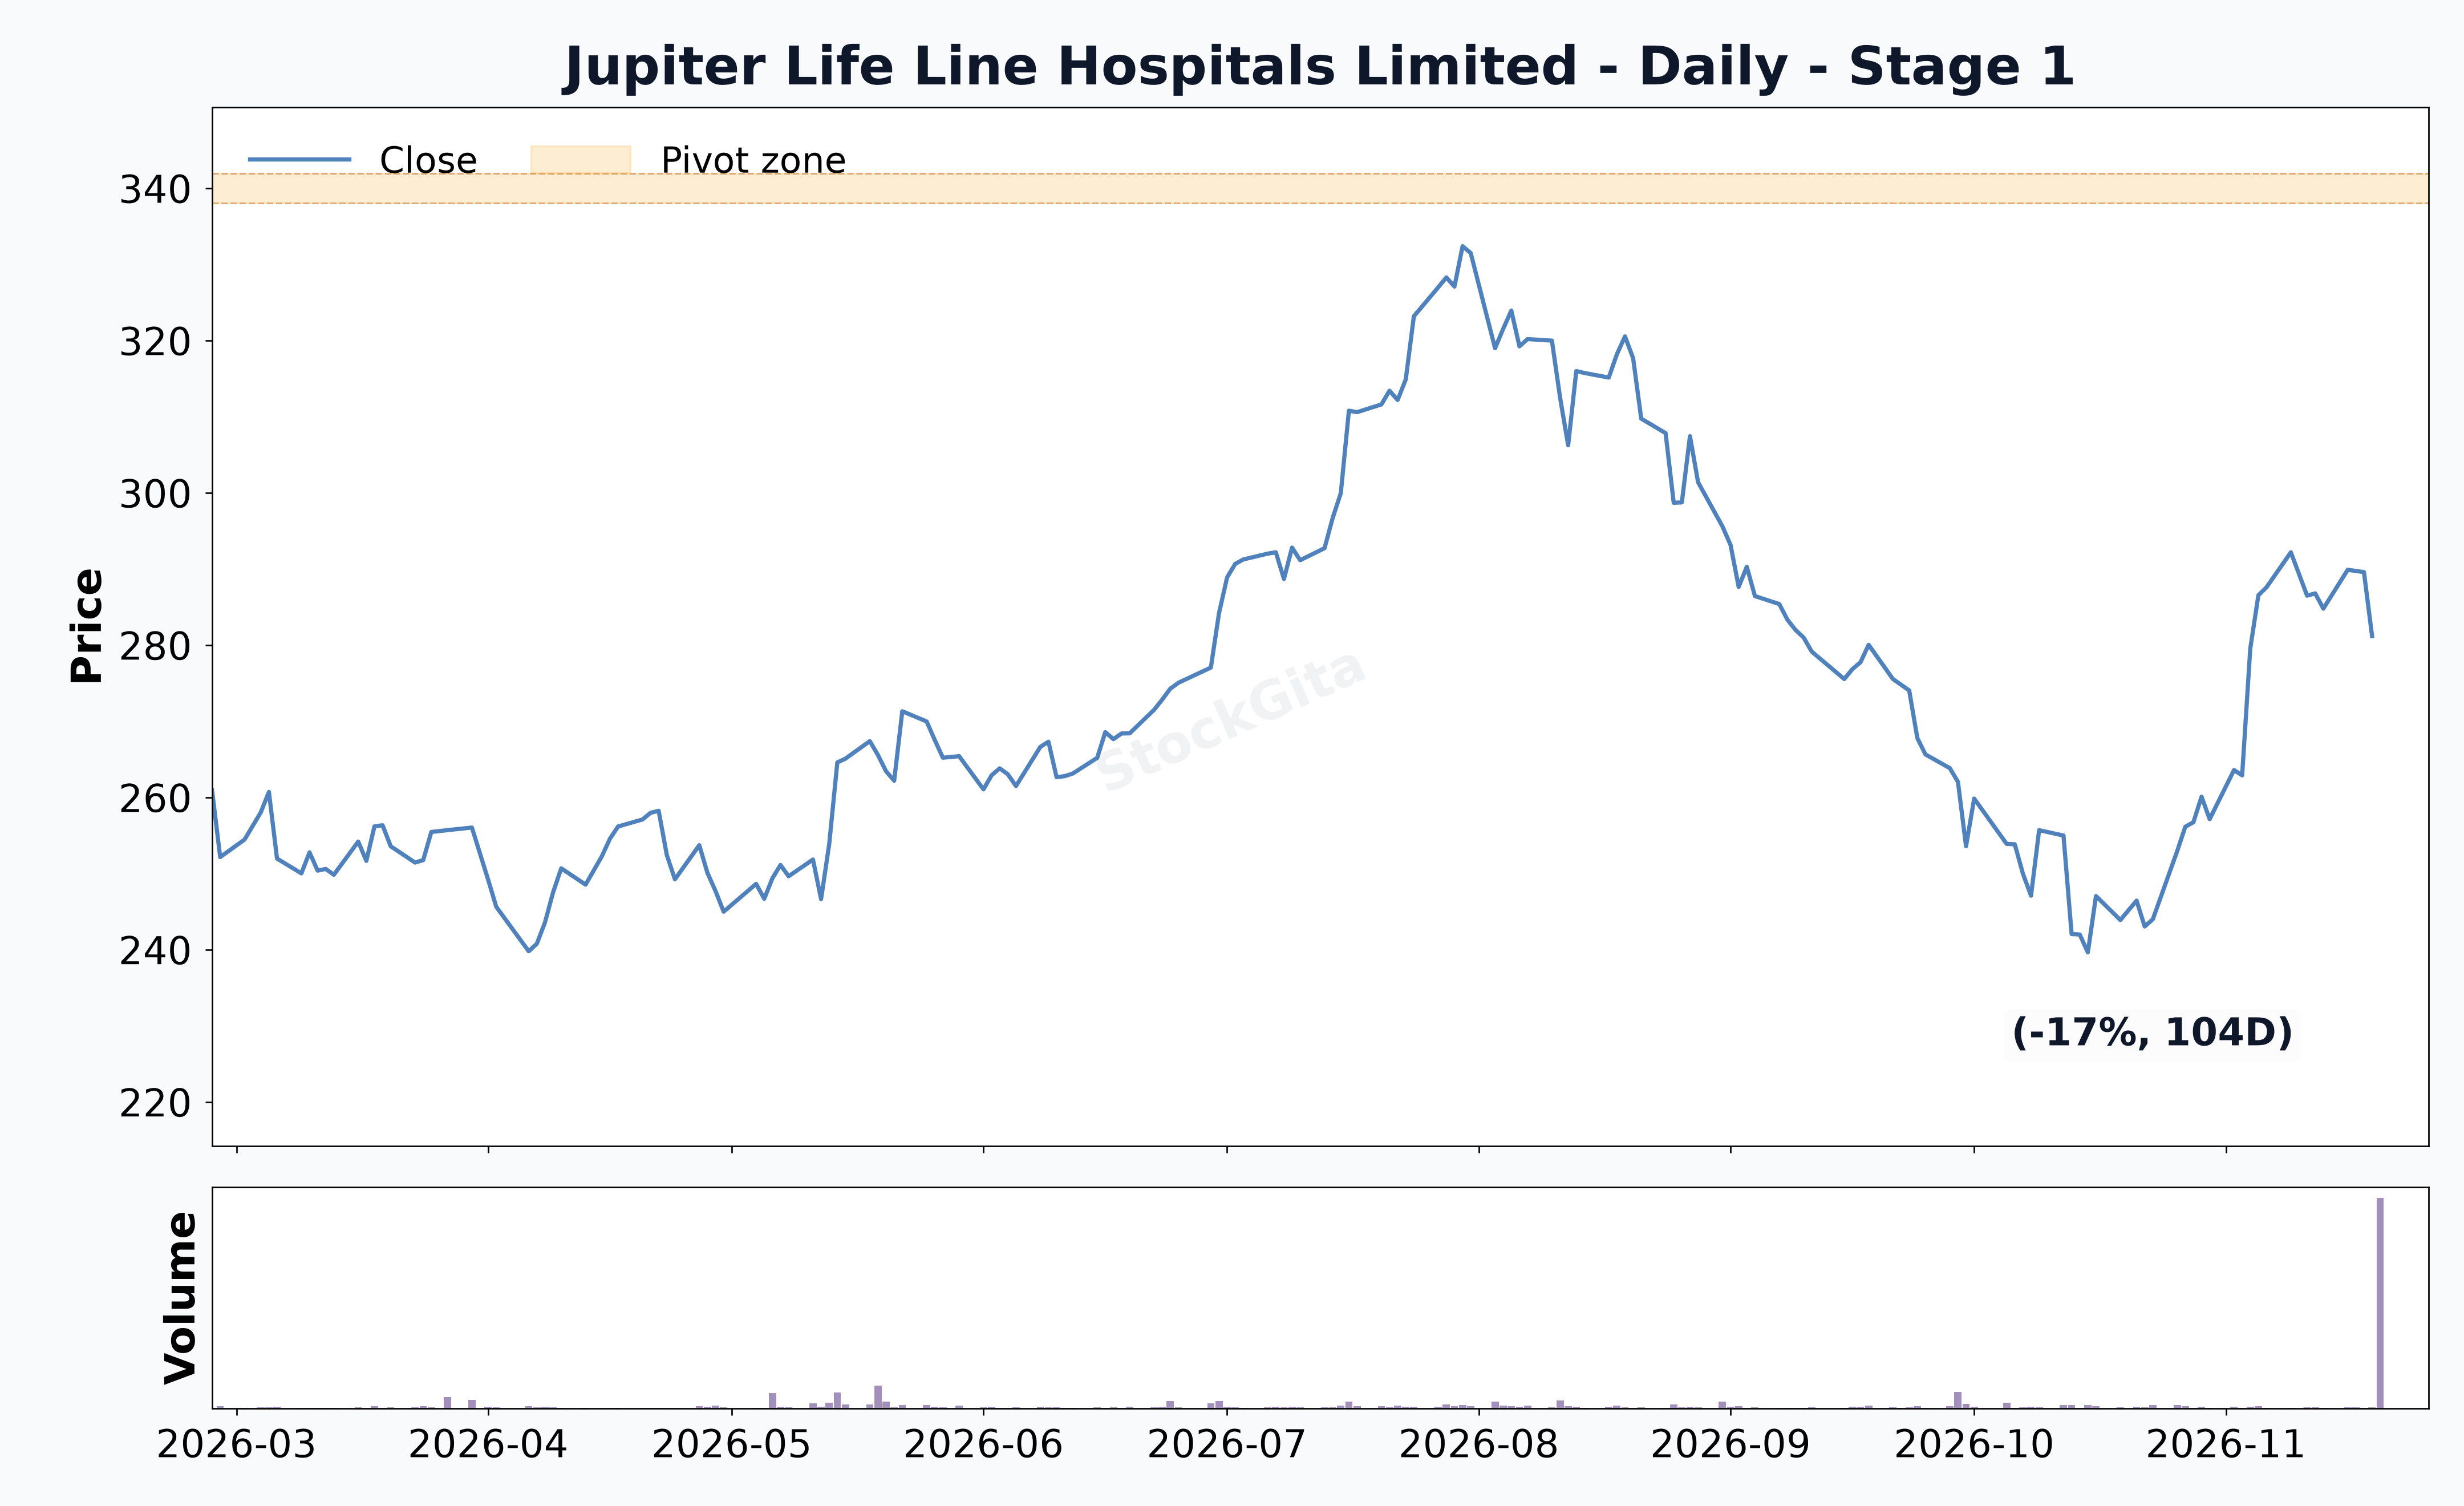 Jupiter Life Line Hospitals Limited - Daily - Stage 1
Close
Pivot zone
340
320
300
280
260
240
220
Price
StockGita
(-17%, 104D)
Volume
2026-03
2026-04
2026-05
2026-06
2026-07
2026-08
2026-09
2026-10
2026-11